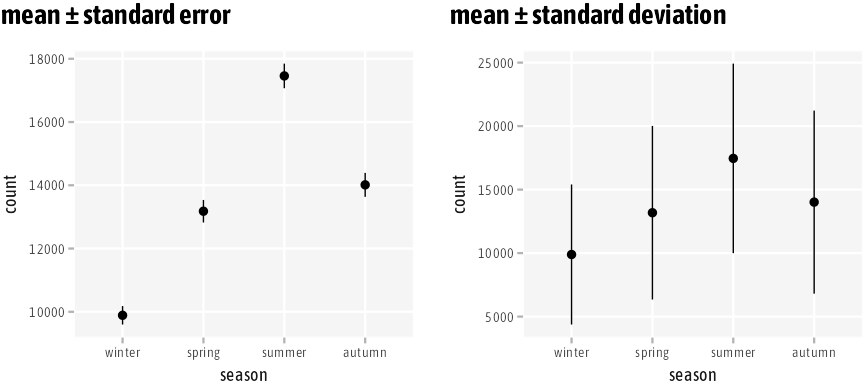 mean ± standard error
18000
16000
14000
12000
10000
count
winter spring summer autumn
season
mean ± standard deviation
25000
20000
15000
10000
5000
count
winter spring summer autumn
season